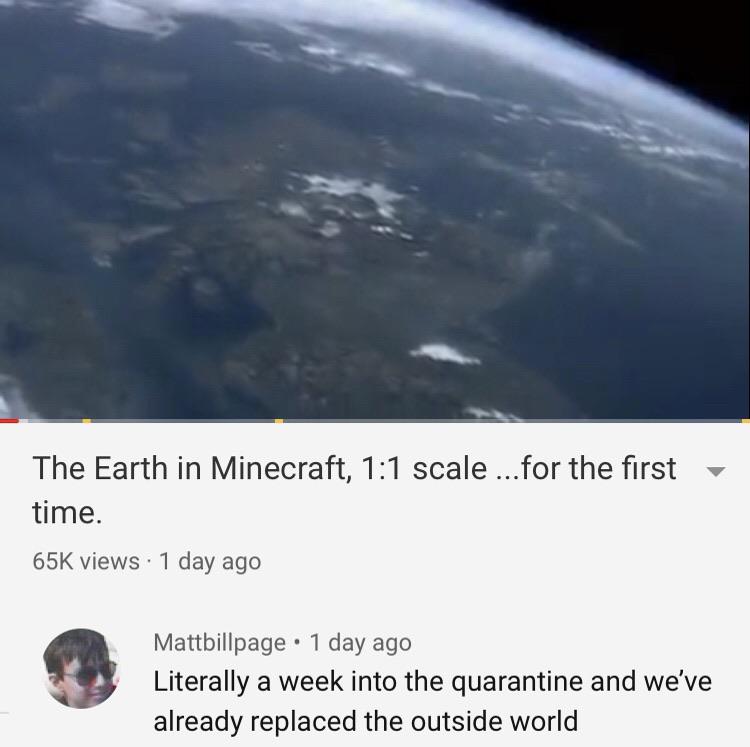 The Earth in Minecraft, 1:1 scale ...for the first
time.
65K views · 1 day ago
Mattbillpage • 1 day ago
Literally a week into the quarantine and we’ve
already replaced the outside world